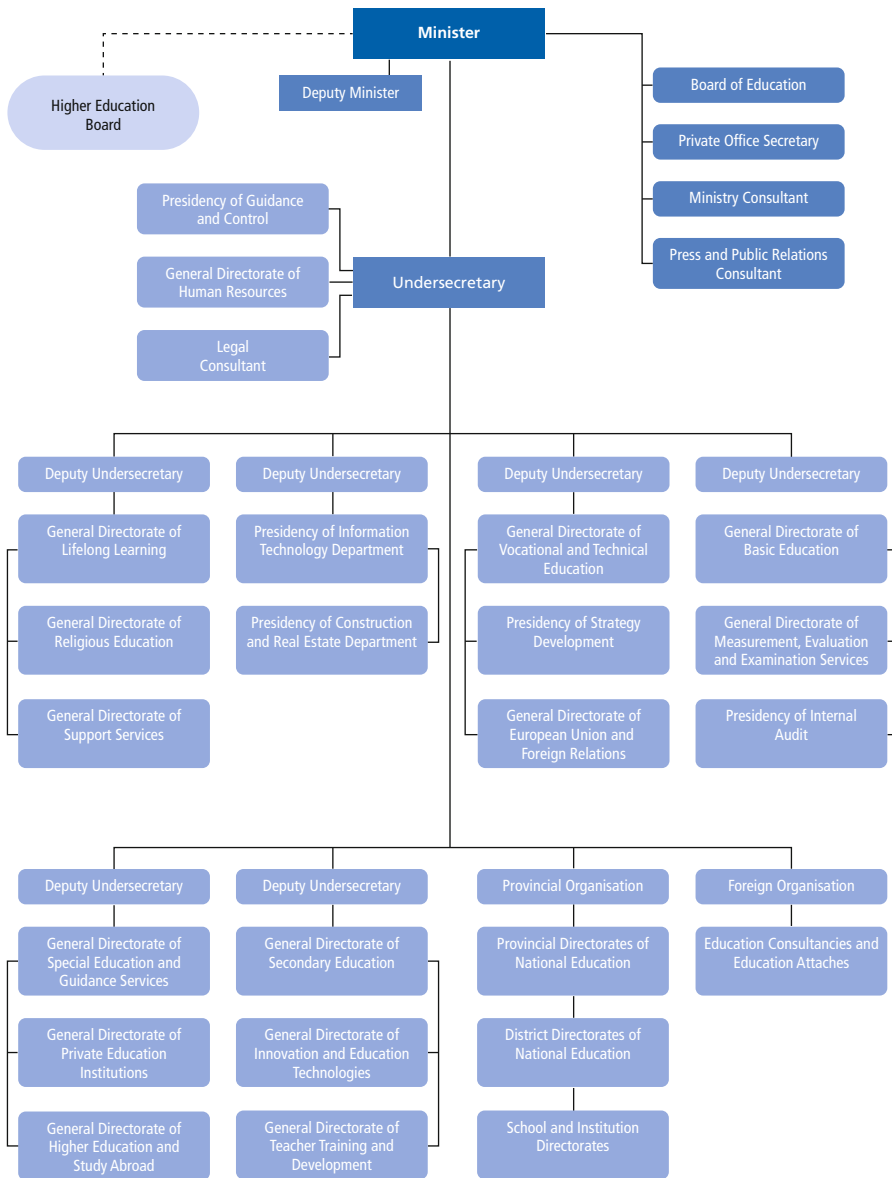 Minister
Deputy Minister
Higher Education
Board
Board of Education
Private Office Secretary
Ministry Consultant
Press and Public Relations
Consultant
Presidency of Guidance
and Control
General Directorate of
Human Resources
Legal
Consultant
Undersecretary
Deputy Undersecretary
General Directorate of
Lifelong Learning
General Directorate of
Religious Education
General Directorate of
Support Services
Deputy Undersecretary
Presidency of Information
Technology Department
Presidency of Construction
and Real Estate Department
Deputy Undersecretary
General Directorate of
Vocational and Technical
Education
Presidency of Strategy
Development
General Directorate of
European Union and
Foreign Relations
Deputy Undersecretary
General Directorate of
Basic Education
General Directorate of
Measurement, Evaluation
and Examination Services
Presidency of Internal
Audit
Deputy Undersecretary
General Directorate of
Special Education and
Guidance Services
General Directorate of
Private Education
Institutions
General Directorate of
Higher Education and
Study Abroad
Deputy Undersecretary
General Directorate of
Secondary Education
General Directorate of
Innovation and Education
Technologies
General Directorate of
Teacher Training and
Development
Provincial Organisation
Provincial Directorates of
National Education
District Directorates of
National Education
School and Institution
Directorates
Foreign Organisation
Education Consultancies and
Education Attaches